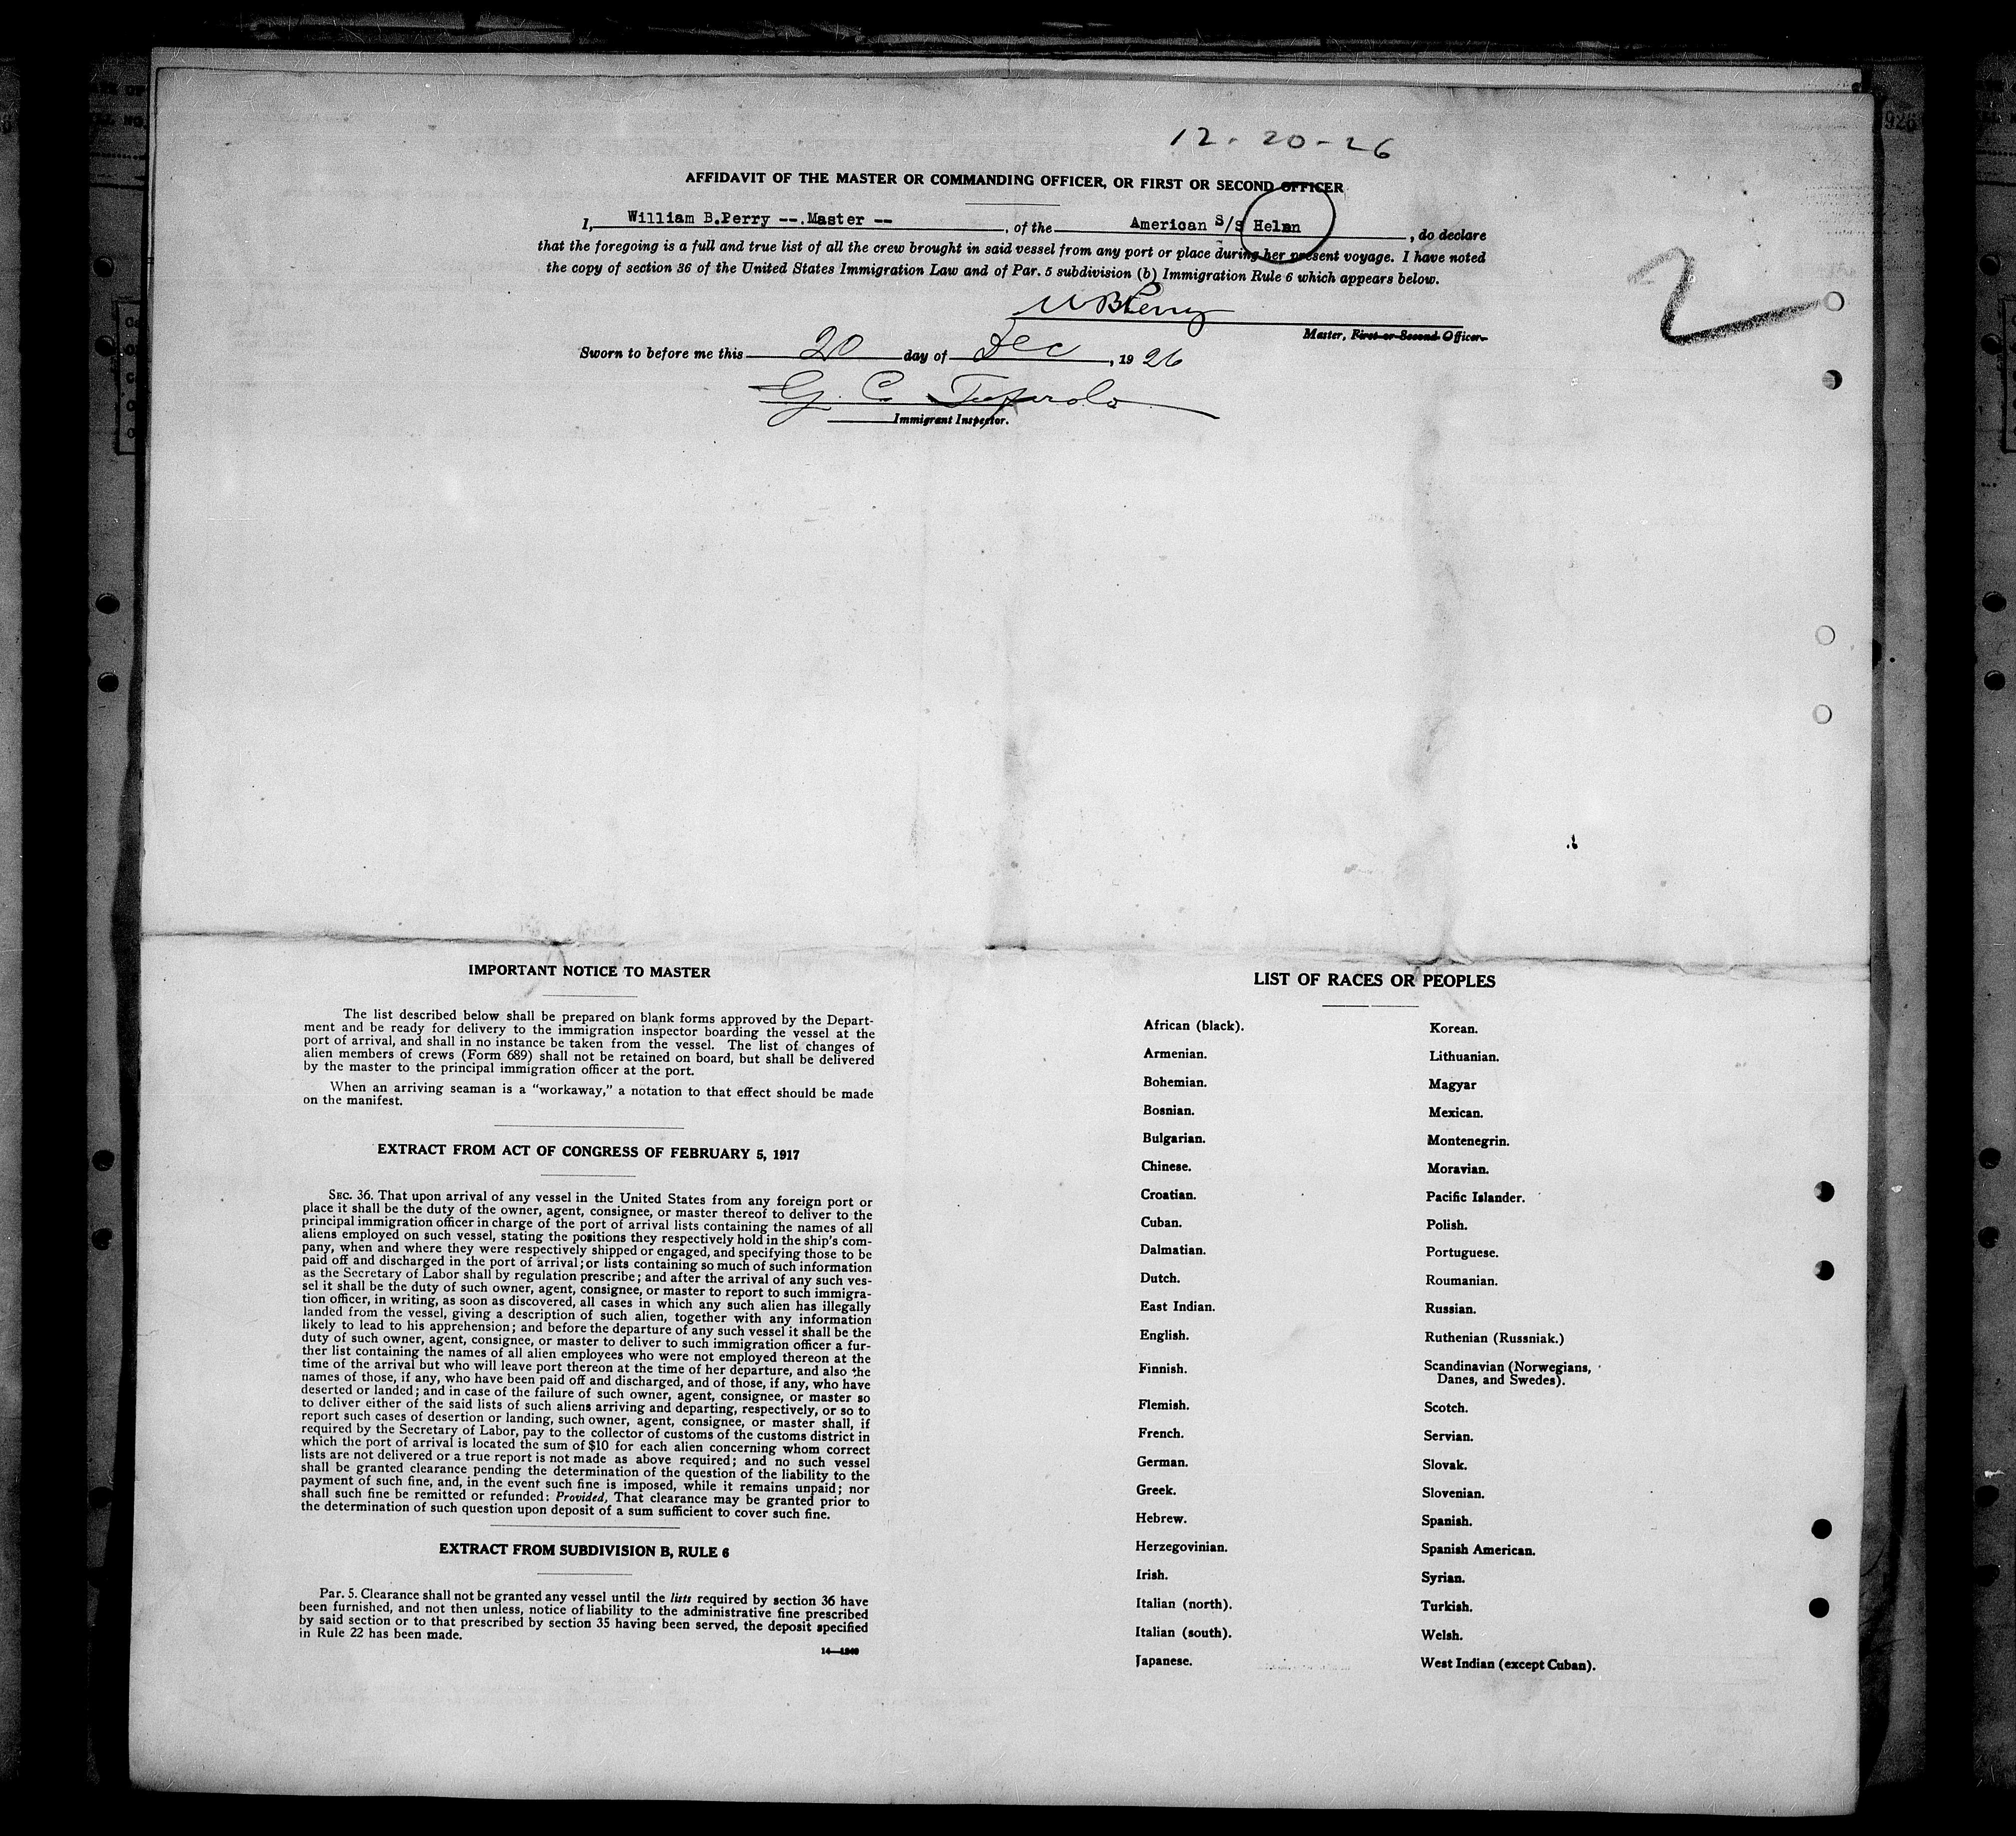 12-20-26
AFFIDAVIT OF THE MASTER OR COMMANDING OFFICER, OR FIRST OR SECOND OFFICER
I, William B.Perry --.Master -- , of the American S/S Helen , do declare
that the foregoing is a full and true list of all the crew brought in said vessel from any port or place during her present voyage. I have noted
the copy of section 36 of the United States Immigration Law and of Par. 5 subdivision (b) Immigration Rule 6 which appears below.
2
W B Perry
Master, First or Second Officer.
Sworn to before me this 20 day of Dec , 19 26
G. C.
Immigrant Inspector.
IMPORTANT NOTICE TO MASTER
The list described below shall be prepared on blank forms approved by the Depart-
ment and be ready for delivery to the immigration inspector boarding the vessel at the
port of arrival, and shall in no instance be taken from the vessel. The list of changes of
alien members of crews (Form 689) shall not be retained on board, but shall be delivered
by the master to the principal immigration officer at the port.
When an arriving seaman is a "workaway," a notation to that effect should be made
on the manifest.
EXTRACT FROM ACT OF CONGRESS OF FEBRUARY 5, 1917
SEC. 36. That upon arrival of any vessel in the United States from any foreign port or
place it shall be the duty of the owner, agent, consignee, or master thereof to deliver to the
principal immigration officer in charge of the port of arrival lists containing the names of all
aliens employed on such vessel, stating the positions they respectively hold in the ship's com-
pany, when and where they were respectively shipped or engaged, and specifying those to be
paid off and discharged in the port of arrival; or lists containing so much of such information
as the Secretary of Labor shall by regulation prescribe; and after the arrival of any such ves-
sel it shall be the duty of such owner, agent, consignee, or master to report to such immigra-
tion officer, in writing, as soon as discovered, all cases in which any such alien has illegally
landed from the vessel, giving a description of such alien, together with any information
likely to lead to his apprehension; and before the departure of any such vessel it shall be the
duty of such owner, agent, consignee, or master to deliver to such immigration officer a fur-
ther list containing the names of all alien employees who were not employed thereon at the
time of the arrival but who will leave port thereon at the time of her departure, and also the
names of those, if any, who have been paid off and discharged, and of those, if any, who have
deserted or landed; and in case of the failure of such owner, agent, consignee, or master so
to deliver either of the said lists of such aliens arriving and departing, respectively, or so to
report such cases of desertion or landing, such owner, agent, consignee, or master shall, if
required by the Secretary of Labor, pay to the collector of customs of the customs district in
which the port of arrival is located the sum of $10 for each alien concerning whom correct
lists are not delivered or a true report is not made as above required; and no such vessel
shall be granted clearance pending the determination of the question of the liability to the
payment of such fine, and, in the event such fine is imposed, while it remains unpaid; nor
shall such fine be remitted or refunded: Provided, That clearance may be granted prior to
the determination of such question upon deposit of a sum sufficient to cover such fine.
EXTRACT FROM SUBDIVISION B, RULE 6
Par. 5. Clearance shall not be granted any vessel until the lists required by section 36 have
been furnished, and not then unless, notice of liability to the administrative fine prescribed
by said section or to that prescribed by section 35 having been served, the deposit specified
in Rule 22 has been made.
LIST OF RACES OR PEOPLES
African (black).
Armenian.
Bohemian.
Bosnian.
Bulgarian.
Chinese.
Croatian.
Cuban.
Dalmatian.
Dutch.
East Indian.
English.
Finnish.
Flemish.
French.
German.
Greek.
Hebrew.
Herzegovinian.
Irish.
Italian (north).
Italian (south).
Japanese.
Korean.
Lithuanian.
Magyar
Mexican.
Montenegrin.
Moravian.
Pacific Islander.
Polish.
Portuguese.
Roumanian.
Russian.
Ruthenian (Russniak.)
Scandinavian (Norwegians,
Danes, and Swedes).
Scotch.
Servian.
Slovak.
Slovenian.
Spanish.
Spanish American.
Syrian.
Turkish.
Welsh.
West Indian (except Cuban).